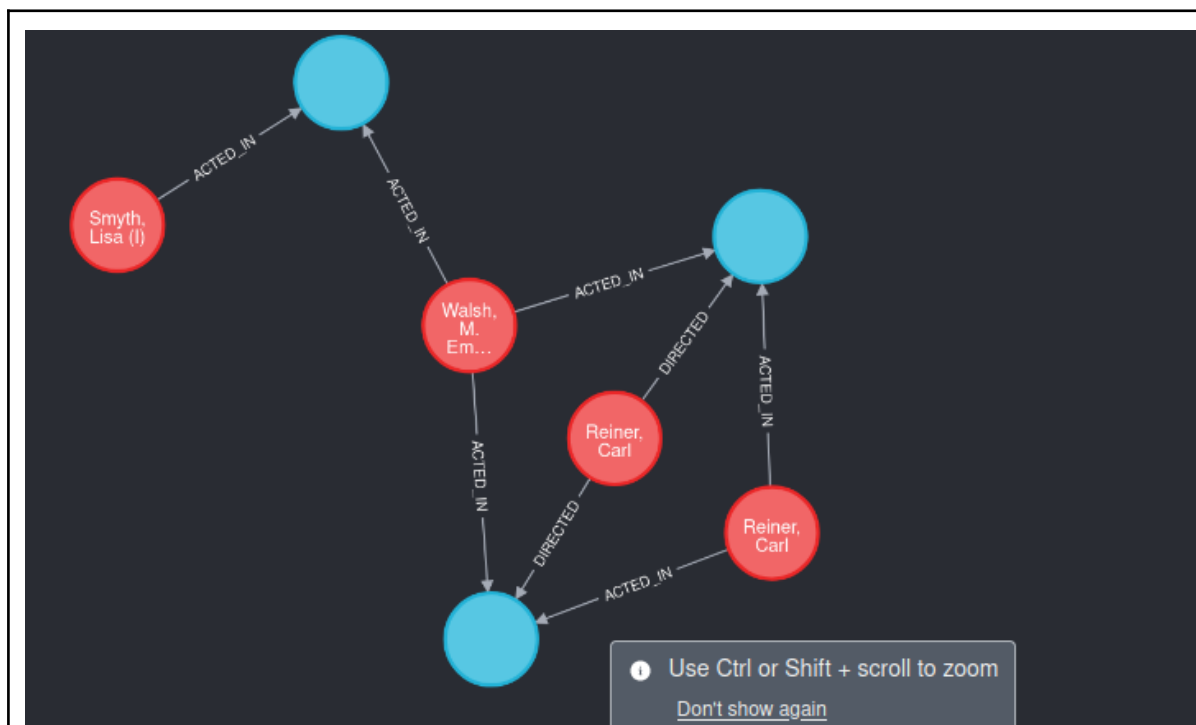 ACTED_IN
Smyth,
Lisa (I)
ACTED_IN
Walsh,
M.
Em...
ACTED_IN
DIRECTED
ACTED_IN
Reiner,
Carl
ACTED_IN
DIRECTED
Reiner,
Carl
ACTED_IN
Use Ctrl or Shift + scroll to zoom
Don't show again